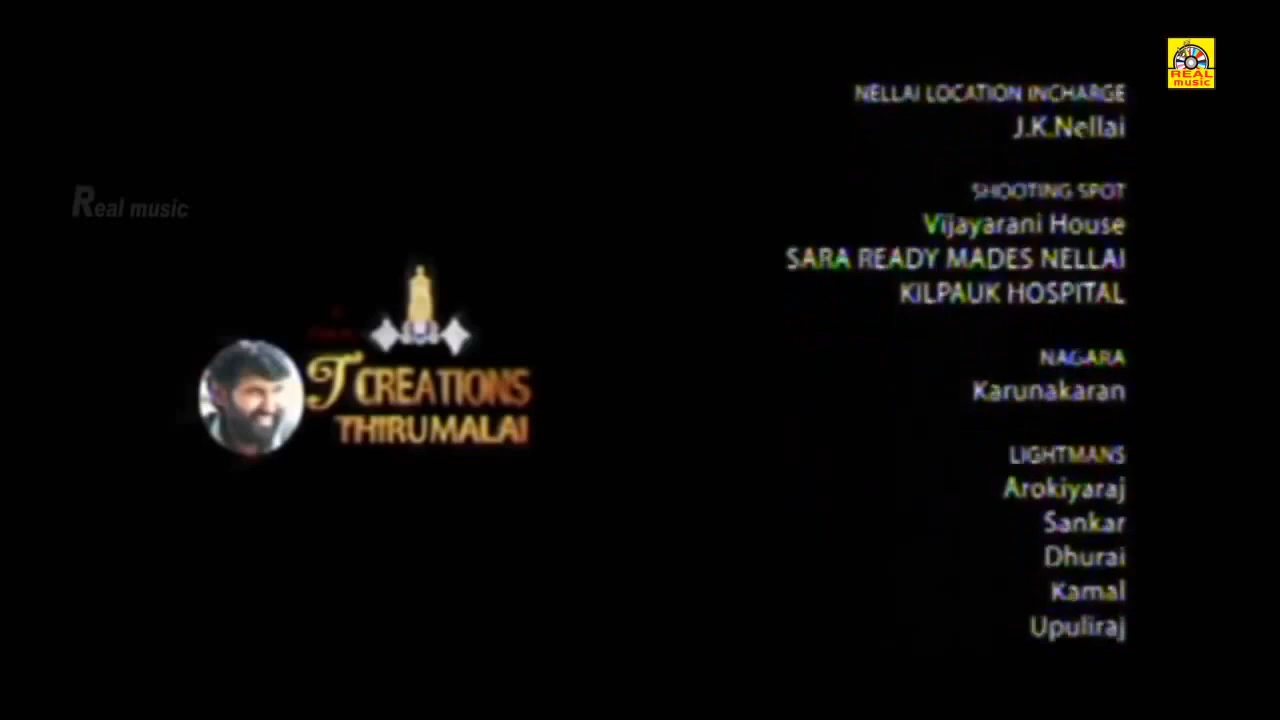 REAL
music
Real music
T CREATIONS
THIRUMALAI
NELLAI LOCATION INCHARGE
J.K.Nellai
SHOOTING SPOT
Vijayarani House
SARA READY MADES NELLAI
KILPAUK HOSPITAL
NAGARA
Karunakaran
LIGHTMANS
Arokiyaraj
Sankar
Dhurai
Kamal
Upuliraj